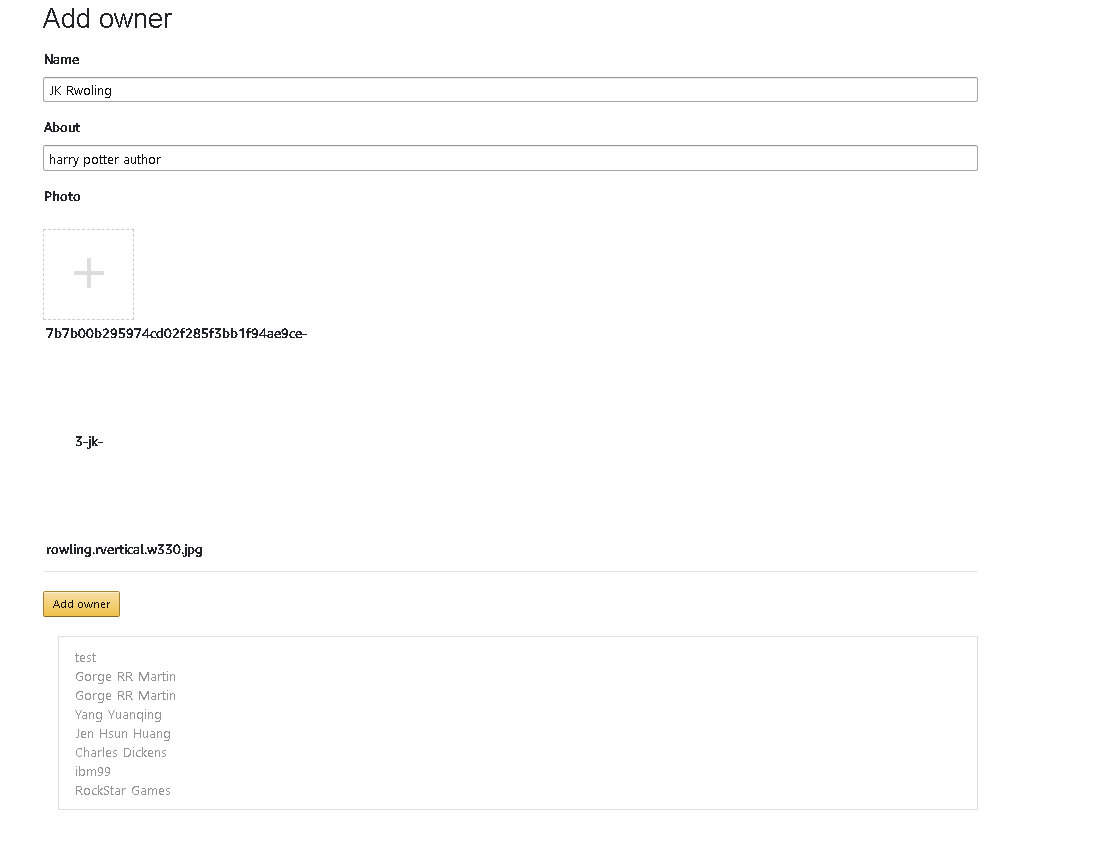 Add owner
Name
JK Rwoling
About
harry potter author
Photo
7b7b00b295974cd02f285f3bb1f94ae9ce-
3-jk-
rowling.rvertical.w330.jpg
Add owner
test
Gorge RR Martin
Gorge RR Martin
Yang Yuanqing
Jen Hsun Huang
Charles Dickens
ibm99
RockStar Games